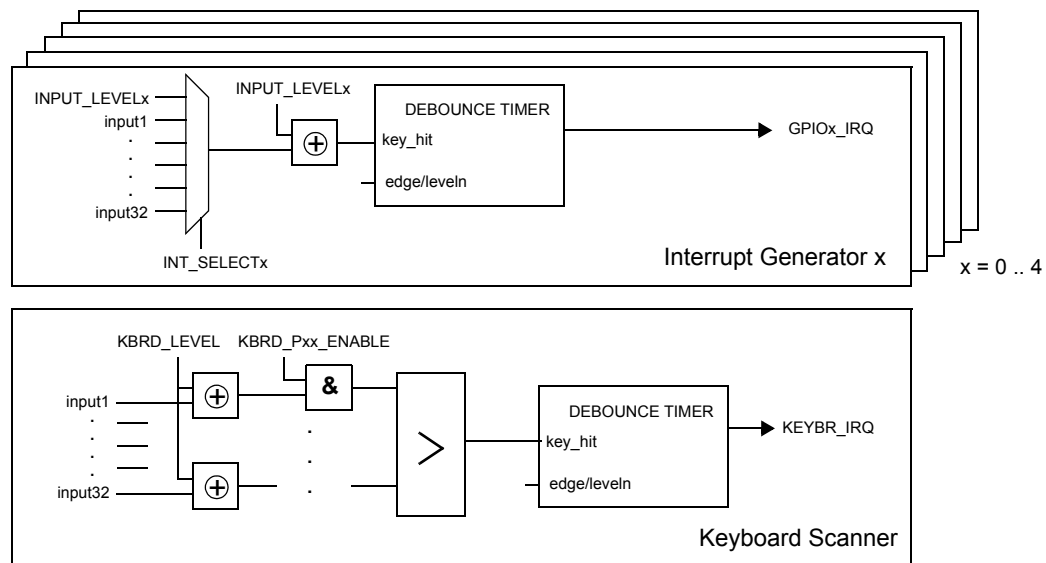 INPUT_LEVELx
input1
.
.
.
.
input32
INT_SELECTx
INPUT_LEVELx
DEBOUNCE TIMER
key_hit
edge/leveln
GPIOx_IRQ
Interrupt Generator x
x = 0 .. 4
KBRD_LEVEL
KBRD_Pxx_ENABLE
&
input1
.
.
.
.
input32
.
.
.
>
DEBOUNCE TIMER
key_hit
edge/leveln
KEYBR_IRQ
Keyboard Scanner